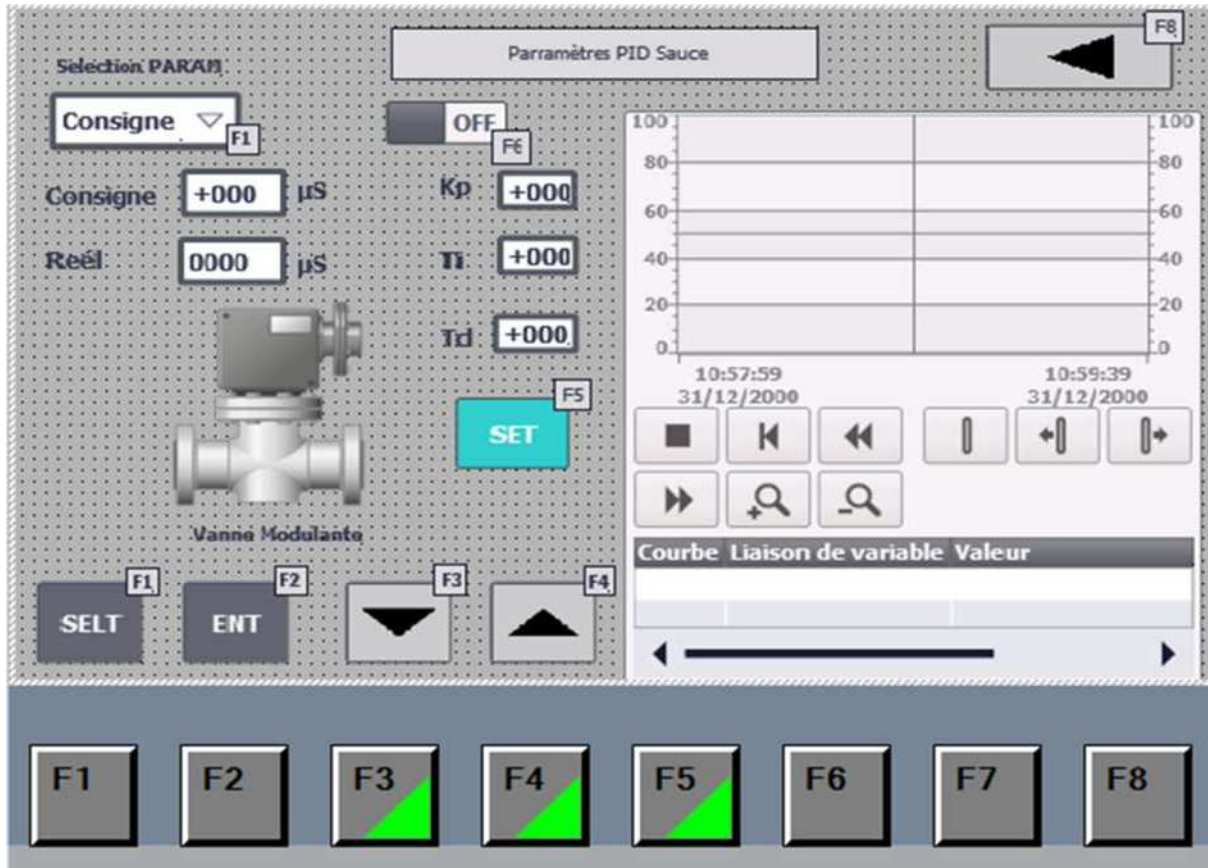 Parramètres PID Sauce
F8
Sélection PARAM
Consigne
F1
OFF
F6
Consigne +000 µS
Reél 0000 µS
Kp +000
Ti +000
Td +000
F5
SET
Vanne Modulante
100 100
80 80
60 60
40 40
20 20
0 0
10:57:59 10:59:39
31/12/2000 31/12/2000
Courbe Liaison de variable Valeur
F1 F2 F3 F4
SELT ENT
F1 F2 F3 F4 F5 F6 F7 F8